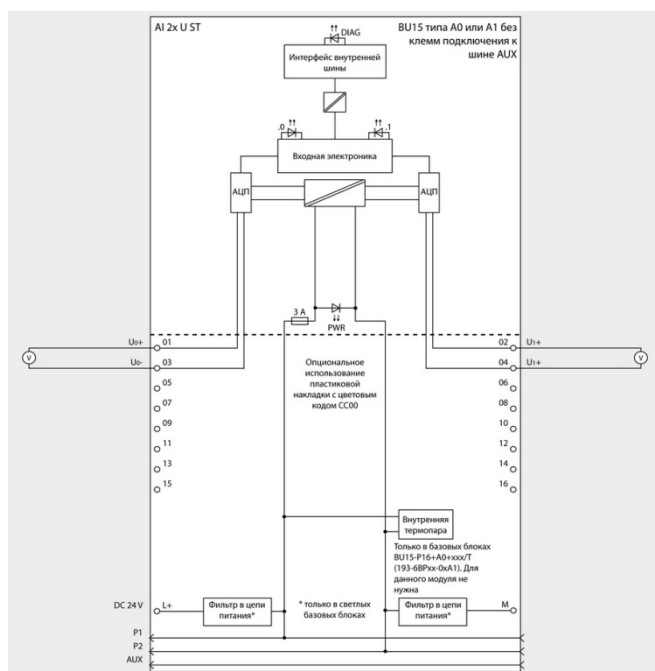 AI 2x U ST
BU15 типа A0 или A1 без
клемм подключения к
шине AUX
DIAG
Интерфейс внутренней
шины
.0
.1
Входная электроника
АЦП
АЦП
3 A
PWR
U0+
01
02
U1+
V
V
U0-
03
04
U1+
Опциональное
использование
пластиковой
накладки с цветовым
кодом CC00
05
06
07
08
09
10
11
12
13
14
15
16
Внутренняя
термопара
Только в базовых блоках
BU15-P16+A0+xxx/T
(193-6BPxx-0xA1). Для
данного модуля не
нужна
DC 24 V
L+
Фильтр в цепи
питания*
* только в светлых
базовых блоках
Фильтр в цепи
питания*
M
P1
P2
AUX